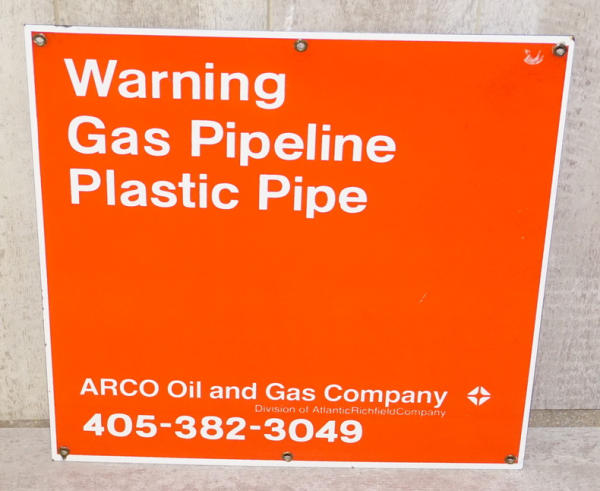 Warning
Gas Pipeline
Plastic Pipe
ARCO Oil and Gas Company
Division of AtlanticRichfieldCompany
405-382-3049